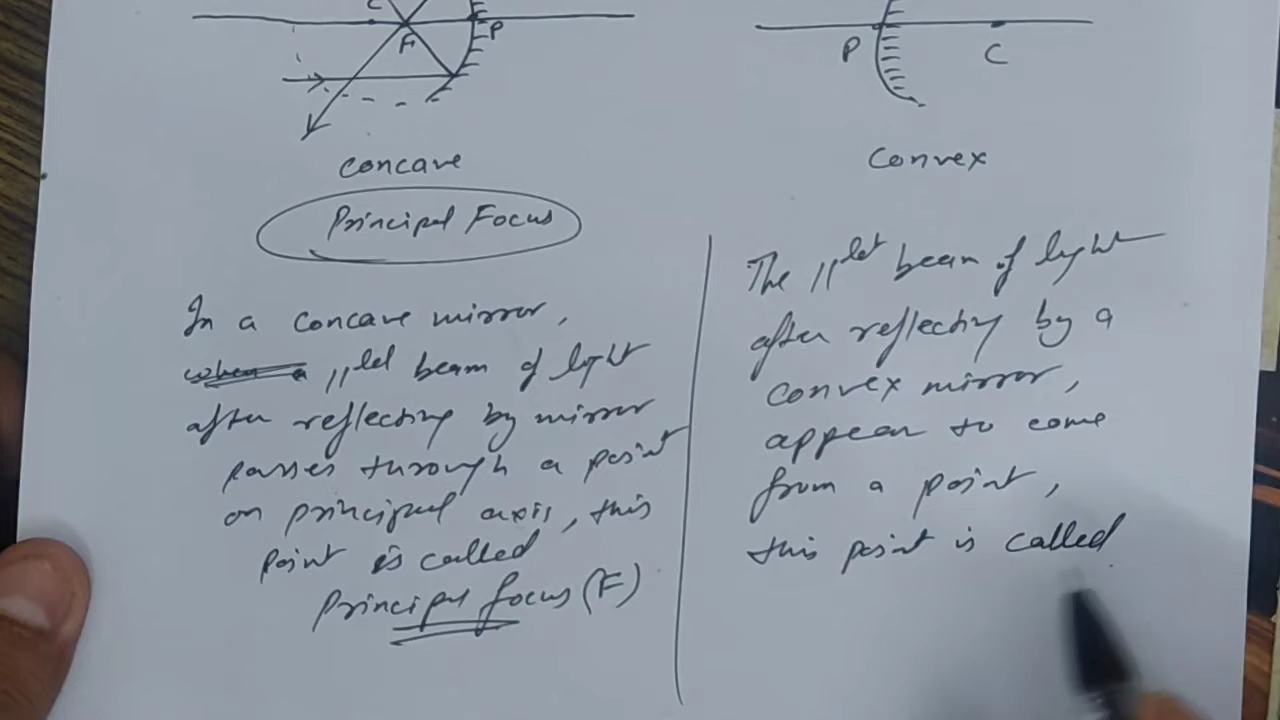 C
F
P
P
C
Concave
Convex
Principal Focus
In a concave mirror,
when a ||lel beam of light
after reflecting by mirror
passes through a point
on principal axis, this
point is called
principal focus (F)
The ||lel beam of light
after reflecting by a
convex mirror,
appear to come
from a point,
this point is called